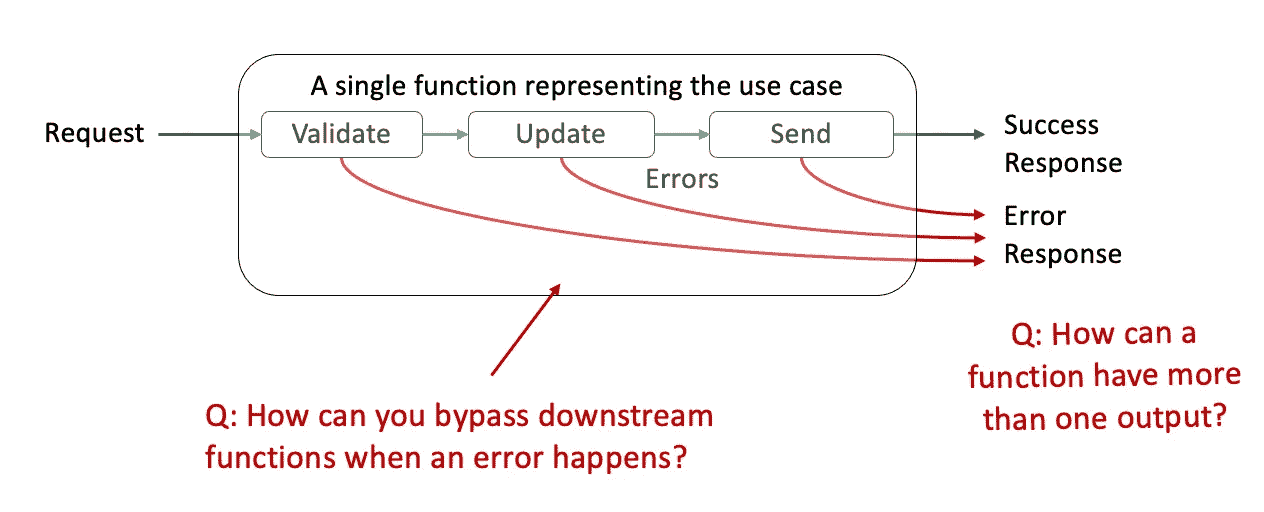 A single function representing the use case
Request
Validate
Update
Send
Errors
Success
Response
Error
Response
Q: How can you bypass downstream
functions when an error happens?
Q: How can a
function have more
than one output?